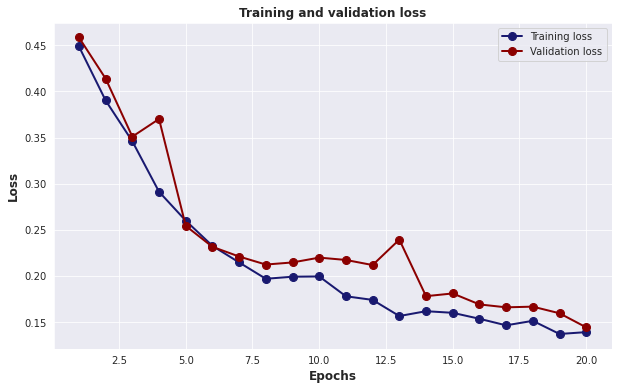 Training and validation loss
Training loss
Validation loss
0.45
0.40
0.35
0.30
0.25
0.20
0.15
Loss
2.5 5.0 7.5 10.0 12.5 15.0 17.5 20.0
Epochs